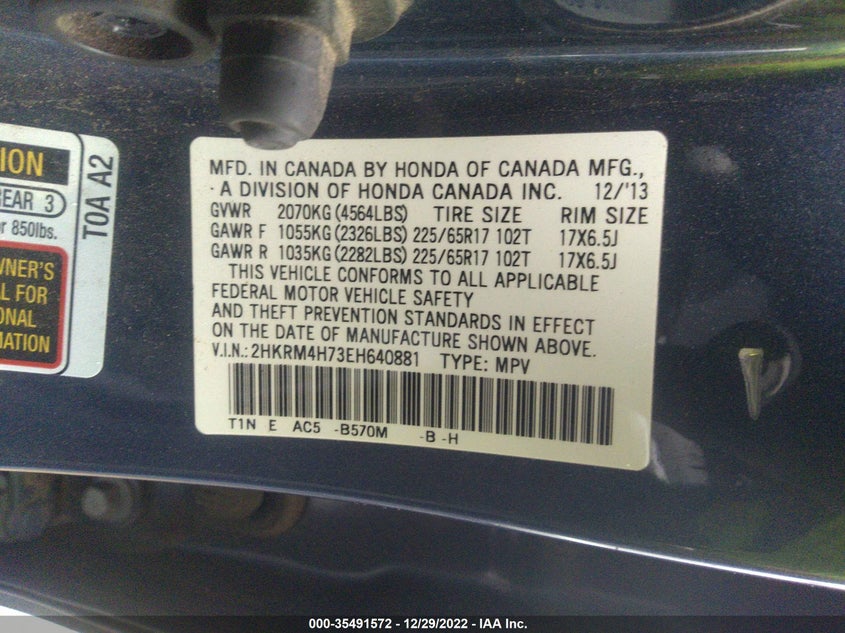 ION
REAR 3
r 850lbs.
WNER'S
L FOR
ONAL
MATION
TOA A2
MFD. IN CANADA BY HONDA OF CANADA MFG.,
A DIVISION OF HONDA CANADA INC. 12/'13
GVWR 2070KG (4564LBS) TIRE SIZE RIM SIZE
GAWR F 1055KG (2326LBS) 225/65R17 102T 17X6.5J
GAWR R 1035KG (2282LBS) 225/65R17 102T 17X6.5J
THIS VEHICLE CONFORMS TO ALL APPLICABLE
FEDERAL MOTOR VEHICLE SAFETY
AND THEFT PREVENTION STANDARDS IN EFFECT
ON THE DATE OF MANUFACTURE SHOWN ABOVE.
V.I.N.: 2HKRM4H73EH640881 TYPE: MPV
T1N E AC5 -B570M -B -H
000-35491572 - 12/29/2022 - IAA Inc.